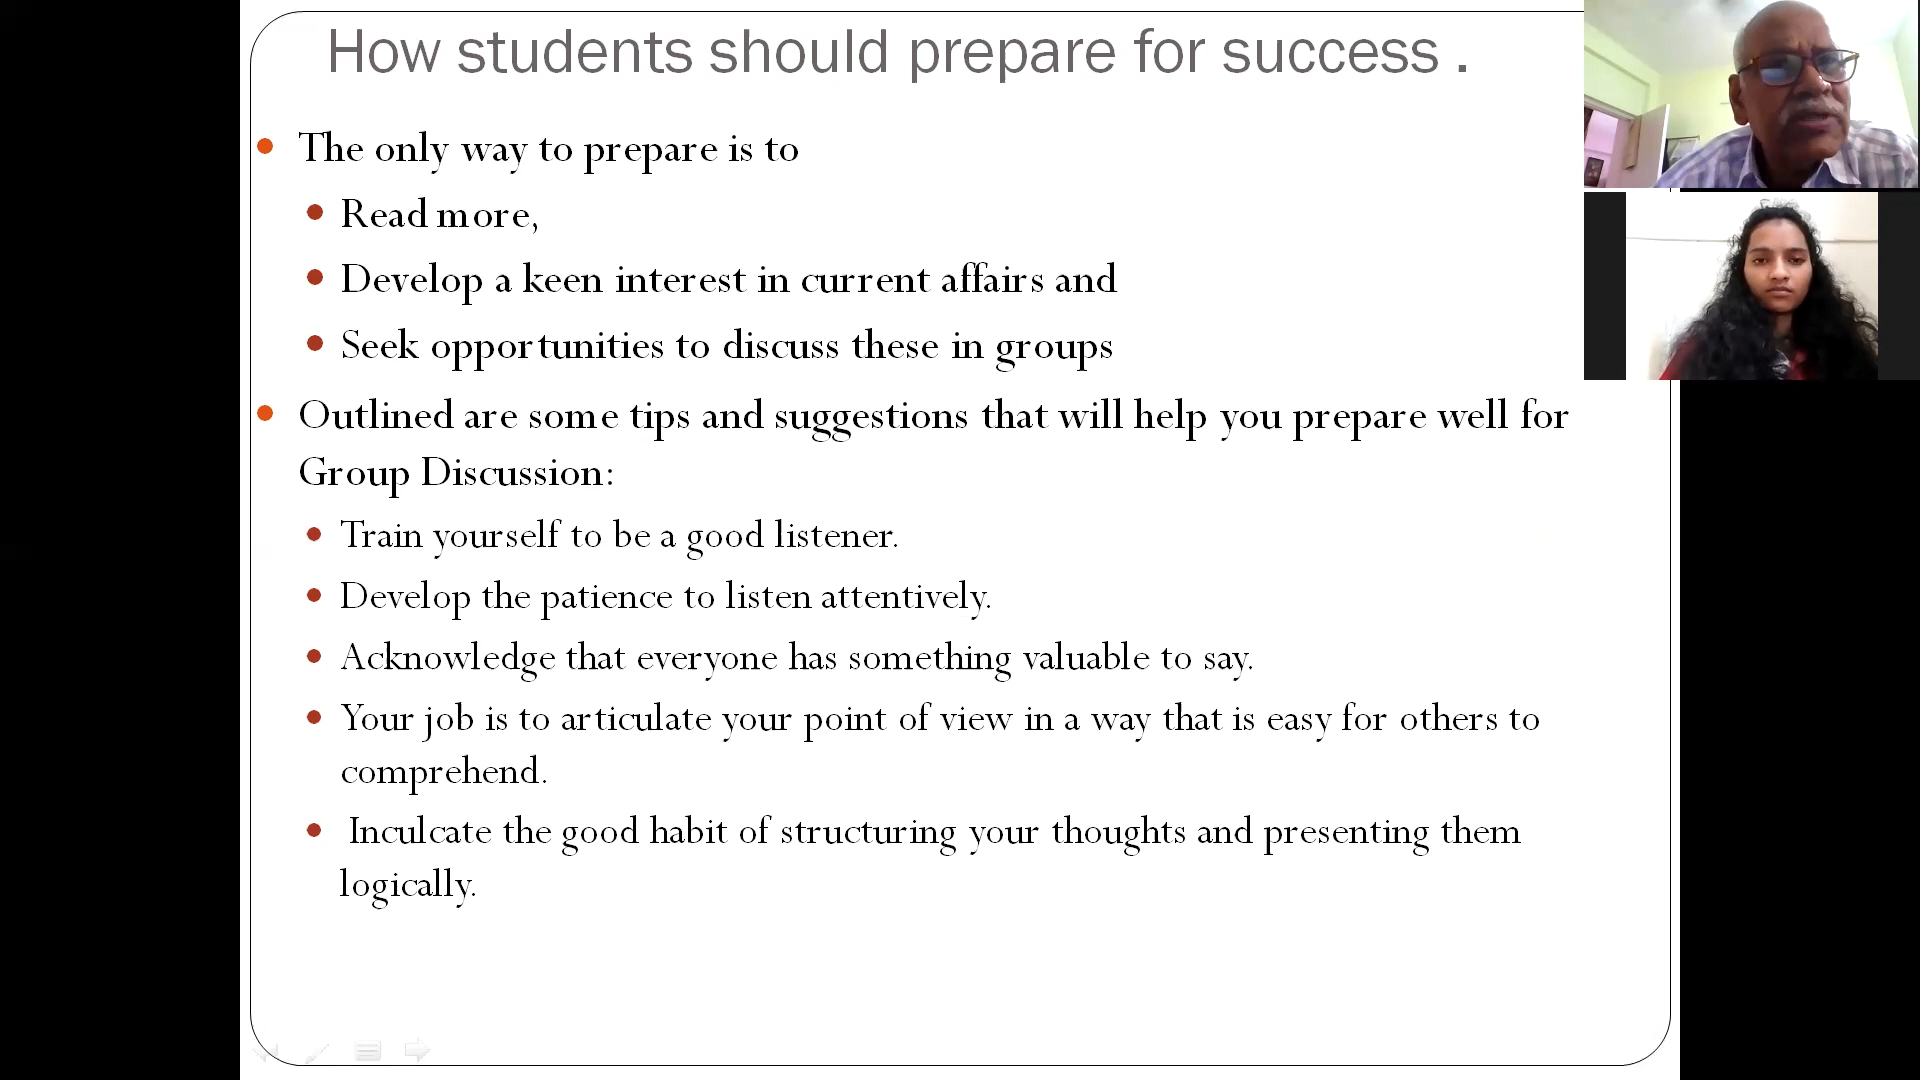 How students should prepare for success .
The only way to prepare is to
Read more,
Develop a keen interest in current affairs and
Seek opportunities to discuss these in groups
Outlined are some tips and suggestions that will help you prepare well for
Group Discussion:
Train yourself to be a good listener.
Develop the patience to listen attentively.
Acknowledge that everyone has something valuable to say.
Your job is to articulate your point of view in a way that is easy for others to
comprehend.
Inculcate the good habit of structuring your thoughts and presenting them
logically.